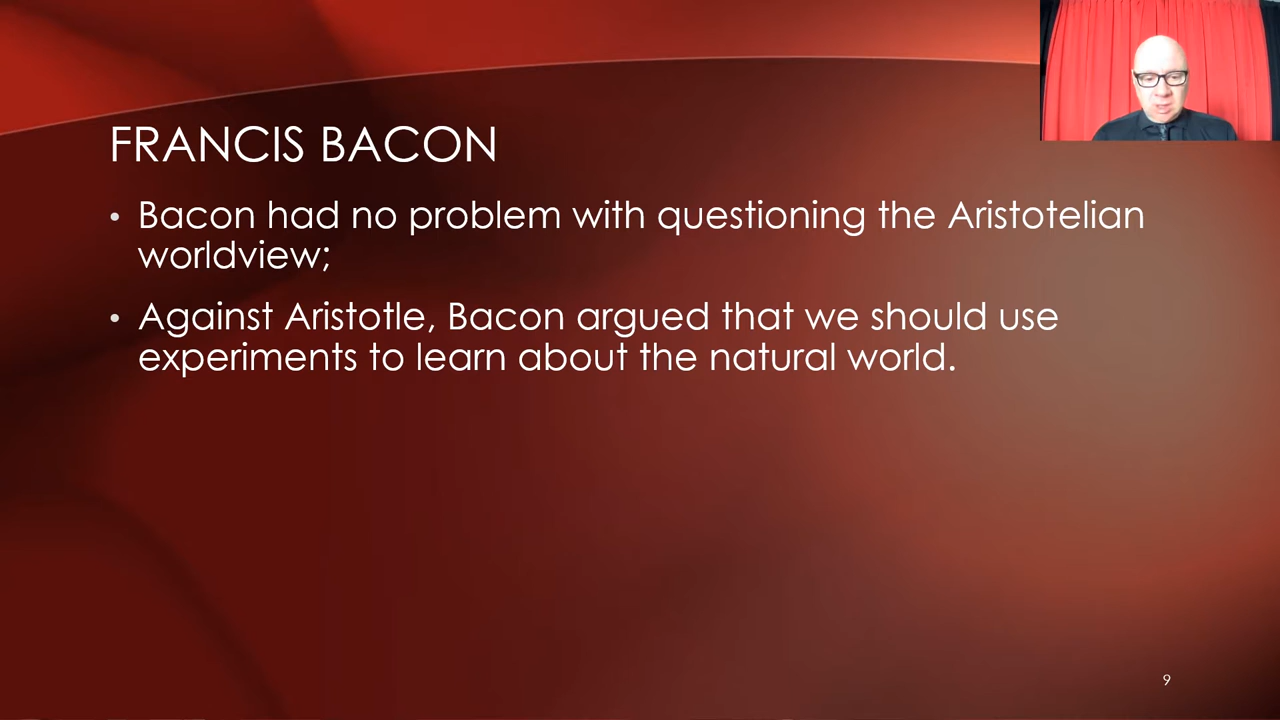 FRANCIS BACON
• Bacon had no problem with questioning the Aristotelian
worldview;
• Against Aristotle, Bacon argued that we should use
experiments to learn about the natural world.
9